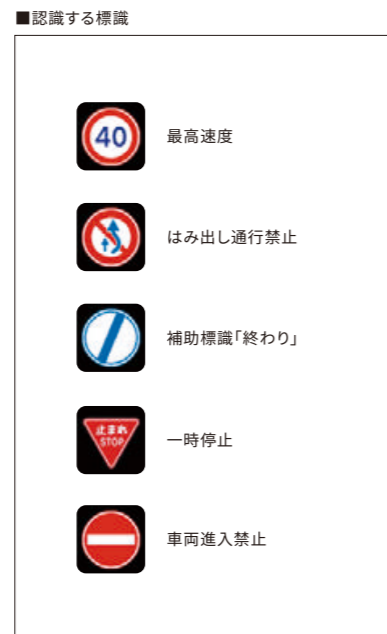 ■認識する標識
40
最高速度
はみ出し通行禁止
補助標識「終わり」
止まれ
STOP
一時停止
車両進入禁止